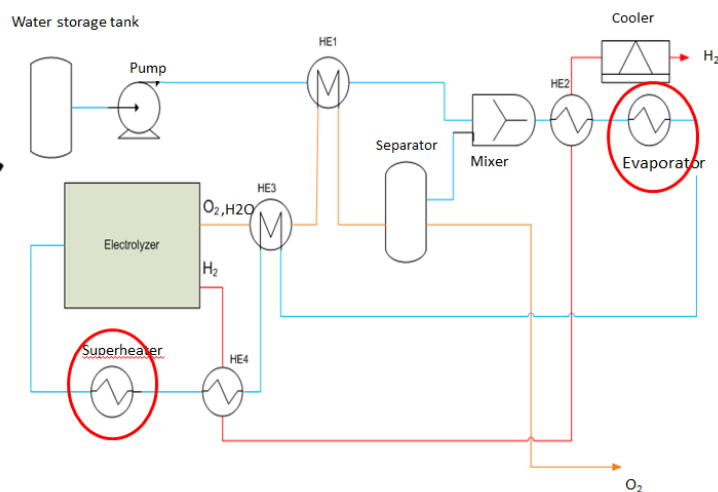 Water storage tank
Cooler
HE1
H2
Pump
HE2
Separator
Mixer
Evaporator
HE3
O2,H2O
Electrolyzer
H2
Superheater
HE4
O2